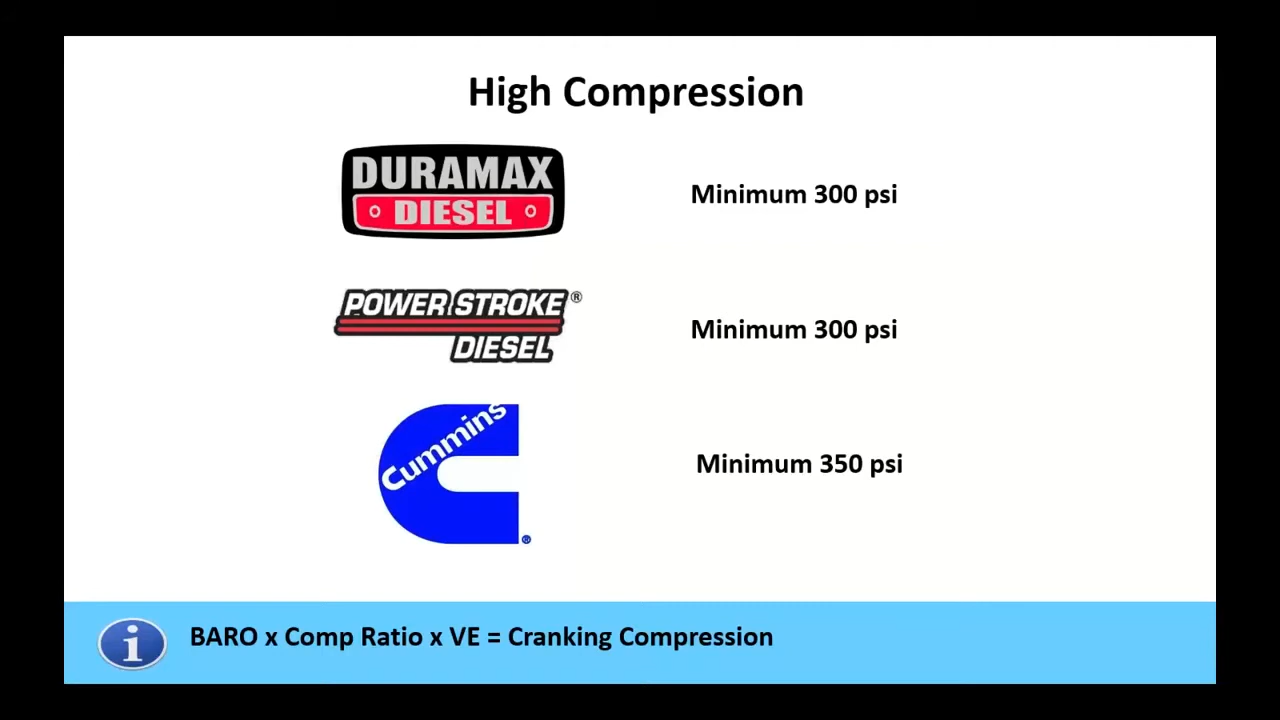 High Compression
DURAMAX
DIESEL
Minimum 300 psi
POWER STROKE®
DIESEL
Minimum 300 psi
Cummins
®
Minimum 350 psi
i
BARO x Comp Ratio x VE = Cranking Compression